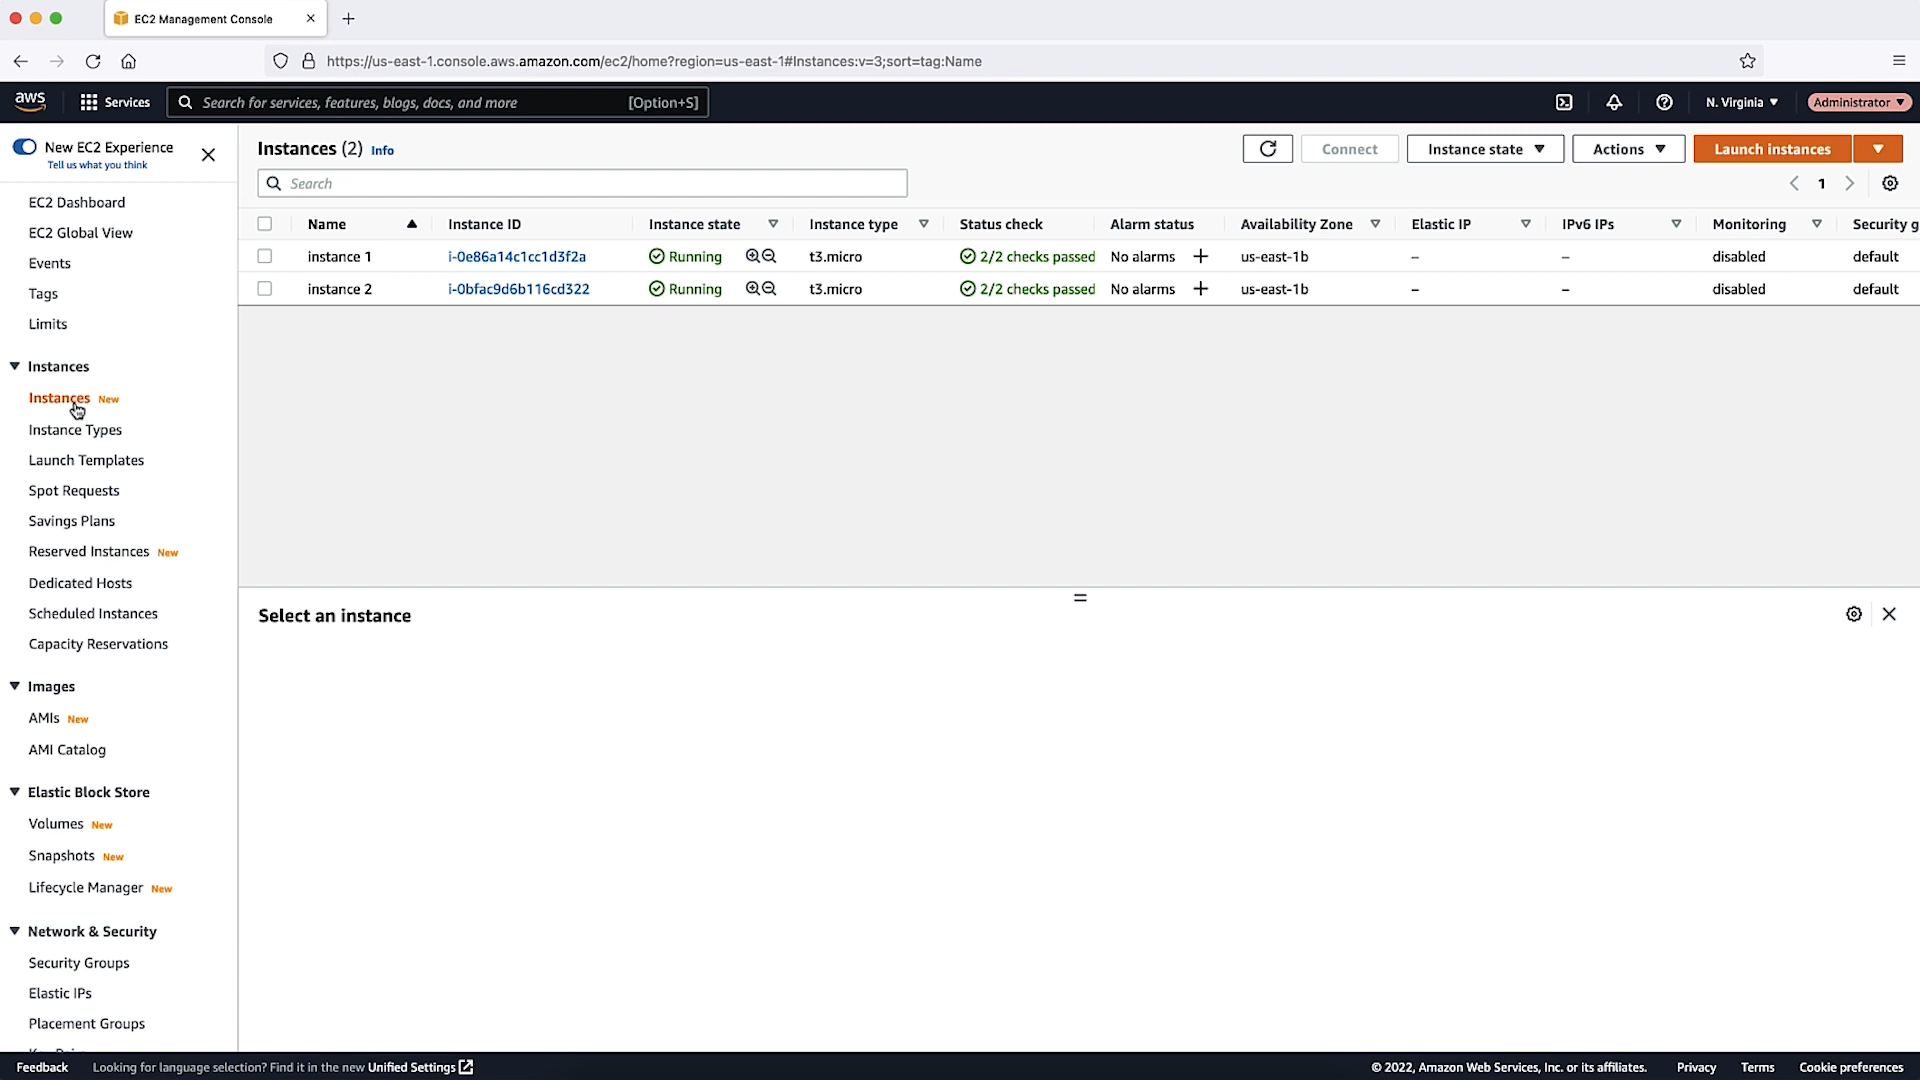 EC2 Management Console
https://us-east-1.console.aws.amazon.com/ec2/home?region=us-east-1#Instances:v=3;sort=tag:Name
aws Services Search for services, features, blogs, docs, and more [Option+S] N. Virginia Administrator
New EC2 Experience
Tell us what you think
EC2 Dashboard
EC2 Global View
Events
Tags
Limits
Instances
Instances New
Instance Types
Launch Templates
Spot Requests
Savings Plans
Reserved Instances New
Dedicated Hosts
Scheduled Instances
Capacity Reservations
Images
AMIs New
AMI Catalog
Elastic Block Store
Volumes New
Snapshots New
Lifecycle Manager New
Network & Security
Security Groups
Elastic IPs
Placement Groups
Instances (2) Info Connect Instance state Actions Launch instances
Search 1
Name Instance ID Instance state Instance type Status check Alarm status Availability Zone Elastic IP IPv6 IPs Monitoring Security g
instance 1 i-0e86a14c1cc1d3f2a Running t3.micro 2/2 checks passed No alarms + us-east-1b – – disabled default
instance 2 i-0bfac9d6b116cd322 Running t3.micro 2/2 checks passed No alarms + us-east-1b – – disabled default
Select an instance
Feedback Looking for language selection? Find it in the new Unified Settings © 2022, Amazon Web Services, Inc. or its affiliates. Privacy Terms Cookie preferences